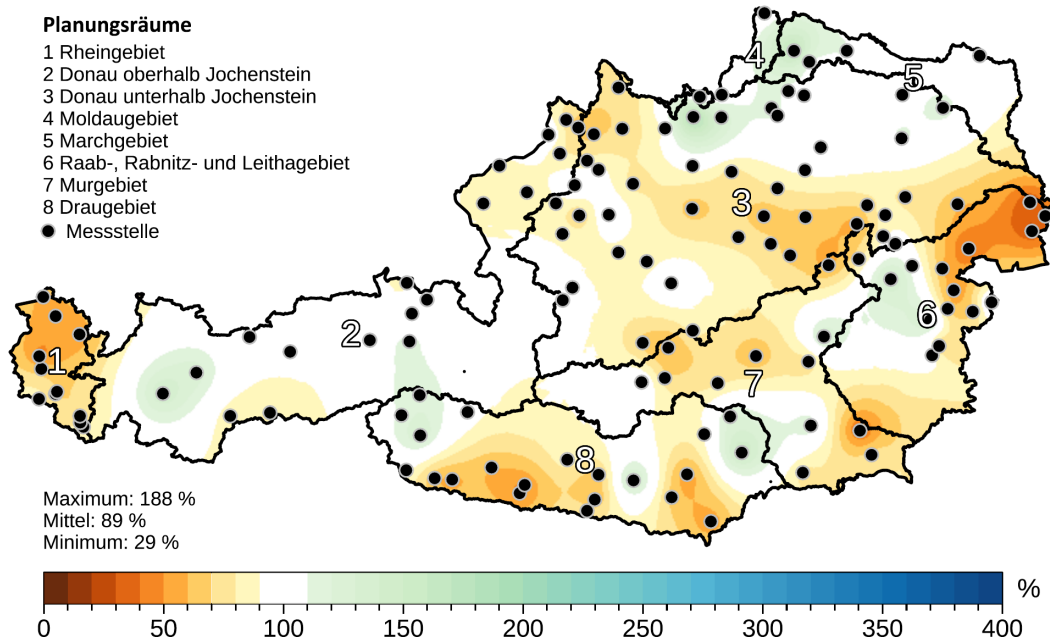 Planungsräume
1 Rheingebiet
2 Donau oberhalb Jochenstein
3 Donau unterhalb Jochenstein
4 Moldaugebiet
5 Marchgebiet
6 Raab-, Rabnitz- und Leithagebiet
7 Murgebiet
8 Draugebiet
Messstelle
4
5
3
6
2
1
7
8
Maximum: 188 %
Mittel: 89 %
Minimum: 29 %
%
0 50 100 150 200 250 300 350 400